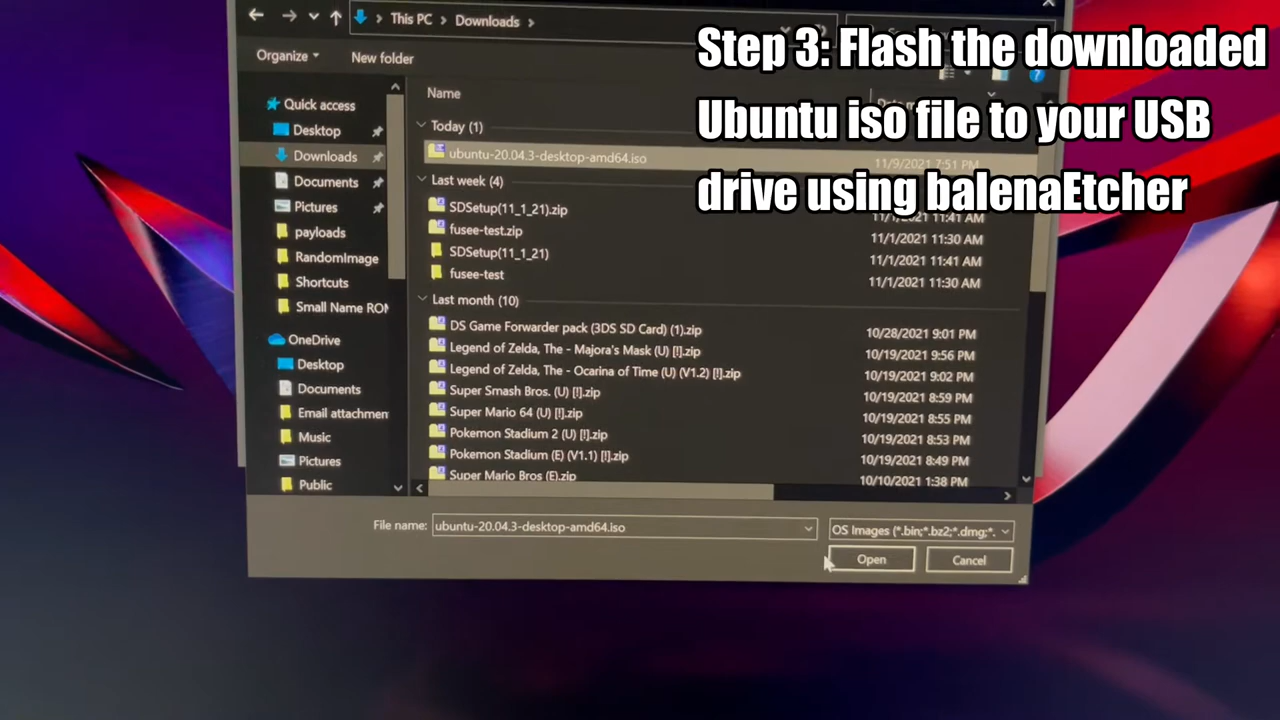 This PC > Downloads >
Step 3: Flash the downloaded
Ubuntu iso file to your USB
drive using balenaEtcher
Organize
New folder
Name
Quick access
Desktop
Downloads
Documents
Pictures
payloads
RandomImage
Shortcuts
Small Name RO
OneDrive
Desktop
Documents
Email attachmen
Music
Pictures
Public
Today (1)
ubuntu-20.04.3-desktop-amd64.iso 11/9/2021 7:51 PM
Last week (4)
SDSetup(11_1_21).zip 11/1/2021 11:41 AM
fusee-test.zip 11/1/2021 11:30 AM
SDSetup(11_1_21) 11/1/2021 11:41 AM
fusee-test 11/1/2021 11:30 AM
Last month (10)
DS Game Forwarder pack (3DS SD Card) (1).zip 10/28/2021 9:01 PM
Legend of Zelda, The - Majora's Mask (U) [!].zip 10/19/2021 9:56 PM
Legend of Zelda, The - Ocarina of Time (U) (V1.2) [!].zip 10/19/2021 9:02 PM
Super Smash Bros. (U) [!].zip 10/19/2021 8:59 PM
Super Mario 64 (U) [!].zip 10/19/2021 8:55 PM
Pokemon Stadium 2 (U) [!].zip 10/19/2021 8:53 PM
Pokemon Stadium (E) (V1.1) [!].zip 10/19/2021 8:49 PM
Super Mario Bros (E).zip 10/10/2021 1:38 PM
File name: ubuntu-20.04.3-desktop-amd64.iso
OS Images (*.bin;*.bz2;*.dmg;*.
Open
Cancel